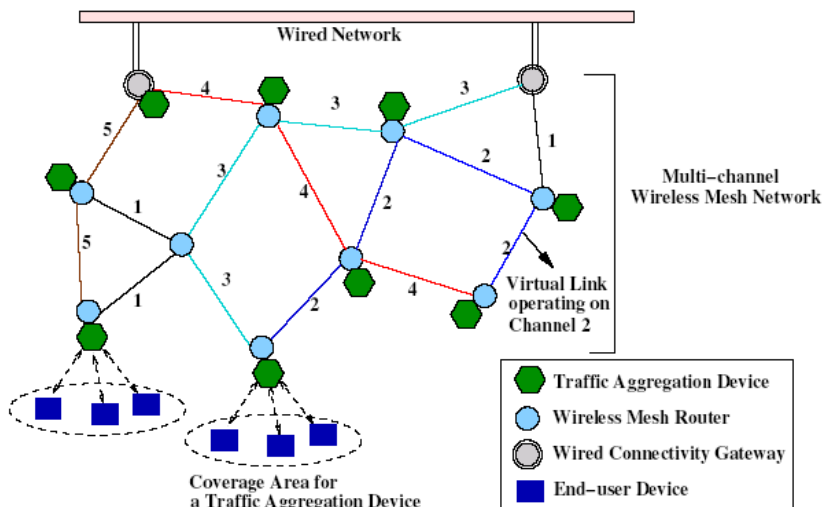 Wired Network
4
3
3
5
1
3
2
Multi-channel
Wireless Mesh Network
4
1
2
5
3
2
1
2
4
Virtual Link
operating on
Channel 2
Traffic Aggregation Device
Wireless Mesh Router
Wired Connectivity Gateway
End-user Device
Coverage Area for
a Traffic Aggregation Device